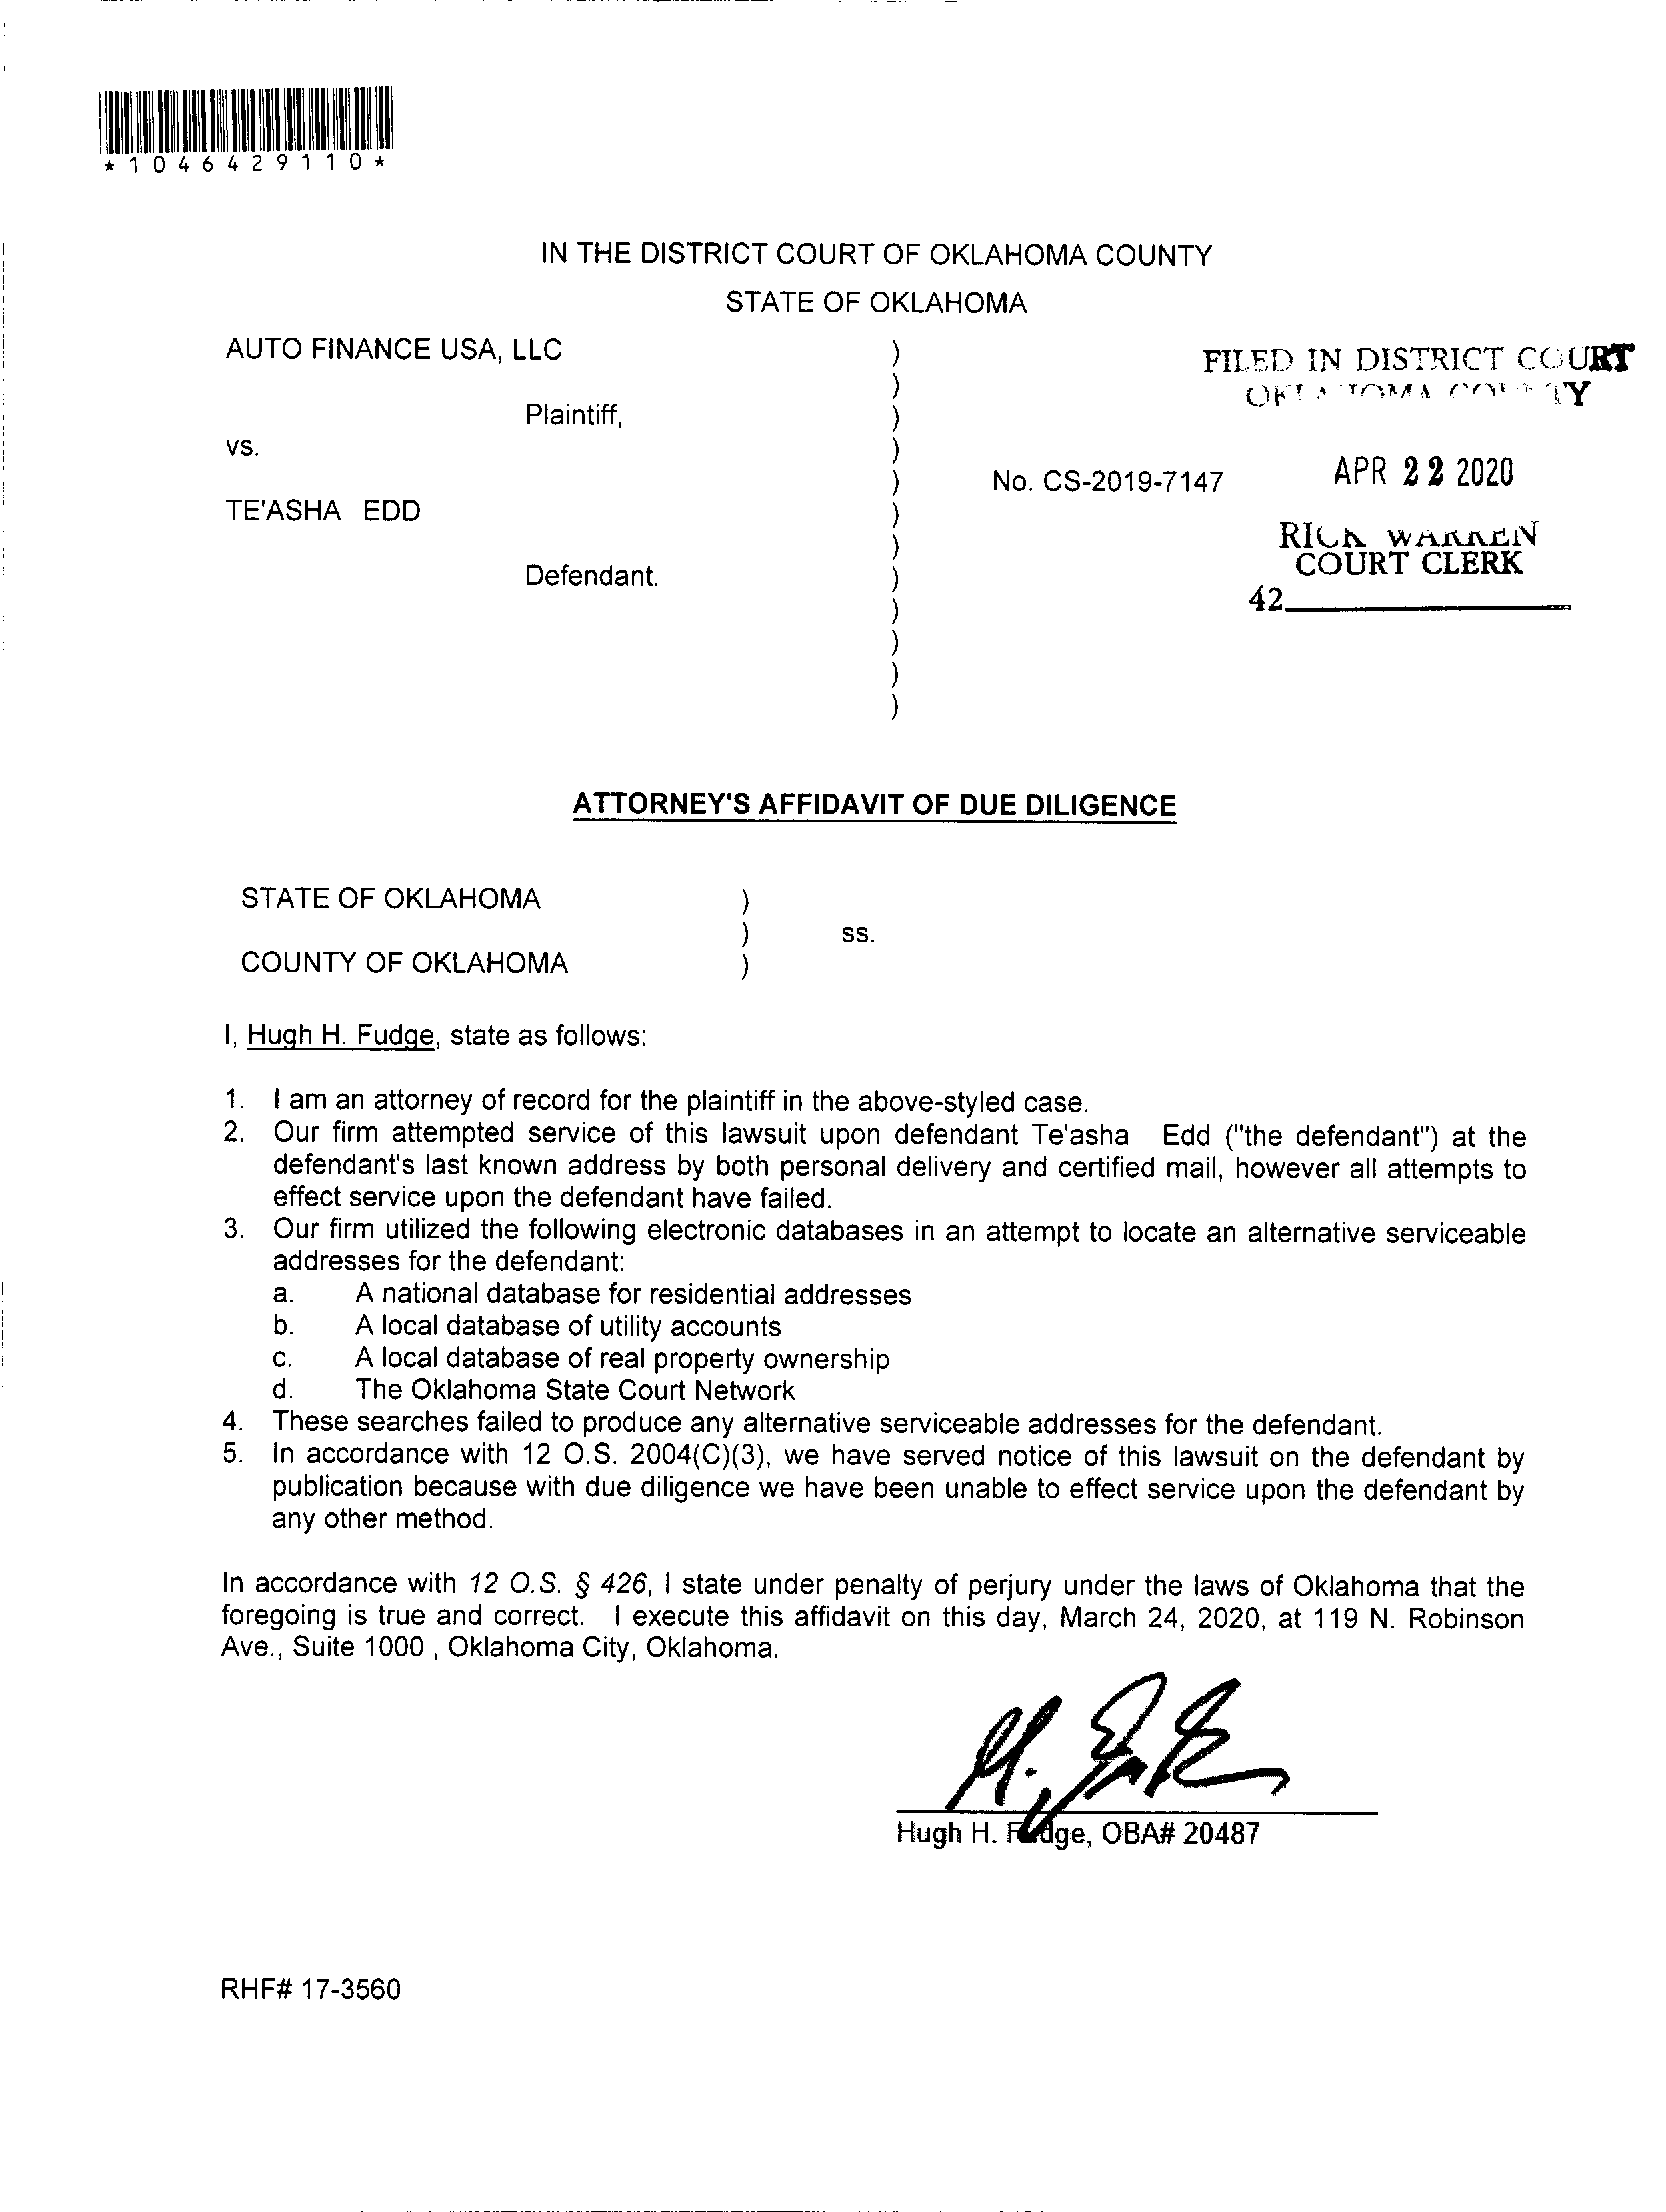 *1046429110*
IN THE DISTRICT COURT OF OKLAHOMA COUNTY
STATE OF OKLAHOMA
AUTO FINANCE USA, LLC )
)
Plaintiff, )
vs. )
) No. CS-2019-7147
TE'ASHA EDD )
)
Defendant. )
)
)
)
)
FILED IN DISTRICT COURT
OKLAHOMA COUNTY
APR 22 2020
RICK WARREN
COURT CLERK
42
ATTORNEY'S AFFIDAVIT OF DUE DILIGENCE
STATE OF OKLAHOMA )
) ss.
COUNTY OF OKLAHOMA )
I, Hugh H. Fudge, state as follows:
1. I am an attorney of record for the plaintiff in the above-styled case.
2. Our firm attempted service of this lawsuit upon defendant Te'asha Edd ("the defendant") at the
defendant's last known address by both personal delivery and certified mail, however all attempts to
effect service upon the defendant have failed.
3. Our firm utilized the following electronic databases in an attempt to locate an alternative serviceable
addresses for the defendant:
a. A national database for residential addresses
b. A local database of utility accounts
c. A local database of real property ownership
d. The Oklahoma State Court Network
4. These searches failed to produce any alternative serviceable addresses for the defendant.
5. In accordance with 12 O.S. 2004(C)(3), we have served notice of this lawsuit on the defendant by
publication because with due diligence we have been unable to effect service upon the defendant by
any other method.
In accordance with 12 O.S. § 426, I state under penalty of perjury under the laws of Oklahoma that the
foregoing is true and correct. I execute this affidavit on this day, March 24, 2020, at 119 N. Robinson
Ave., Suite 1000 , Oklahoma City, Oklahoma.
Hugh H. Fudge, OBA# 20487
RHF# 17-3560